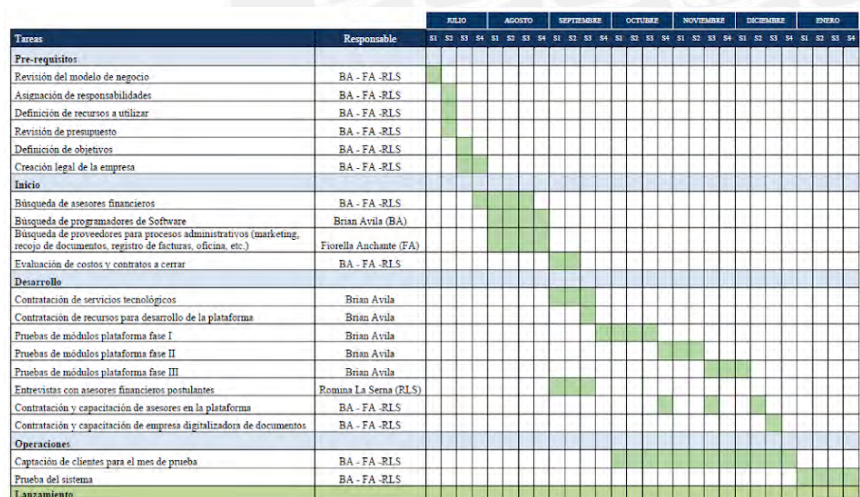 JULIO AGOSTO SEPTIEMBRE OCTUBRE NOVIEMBRE DICIEMBRE ENERO
Tareas Responsable S1 S2 S3 S4 S1 S2 S3 S4 S1 S2 S3 S4 S1 S2 S3 S4 S1 S2 S3 S4 S1 S2 S3 S4 S1 S2 S3 S4
Pre-requisitos
Revisión del modelo de negocio BA - FA -RLS
Asignación de responsabilidades BA - FA -RLS
Definición de recursos a utilizar BA - FA -RLS
Revisión de presupuesto BA - FA -RLS
Definición de objetivos BA - FA -RLS
Creación legal de la empresa BA - FA -RLS
Inicio
Búsqueda de asesores financieros BA - FA -RLS
Búsqueda de programadores de Software Brian Avila (BA)
Búsqueda de proveedores para procesos administrativos (marketing,
recojo de documentos, registro de facturas, oficina, etc.) Fiorella Anchante (FA)
Evaluación de costos y contratos a cerrar BA - FA -RLS
Desarrollo
Contratación de servicios tecnológicos Brian Avila
Contratación de recursos para desarrollo de la plataforma Brian Avila
Pruebas de módulos plataforma fase I Brian Avila
Pruebas de módulos plataforma fase II Brian Avila
Pruebas de módulos plataforma fase III Brian Avila
Entrevistas con asesores financieros postulantes Romina La Serna (RLS)
Contratación y capacitación de asesores en la plataforma BA - FA -RLS
Contratación y capacitación de empresa digitalizadora de documentos BA - FA -RLS
Operaciones
Captación de clientes para el mes de prueba BA - FA -RLS
Prueba del sistema BA - FA -RLS
Lanzamiento